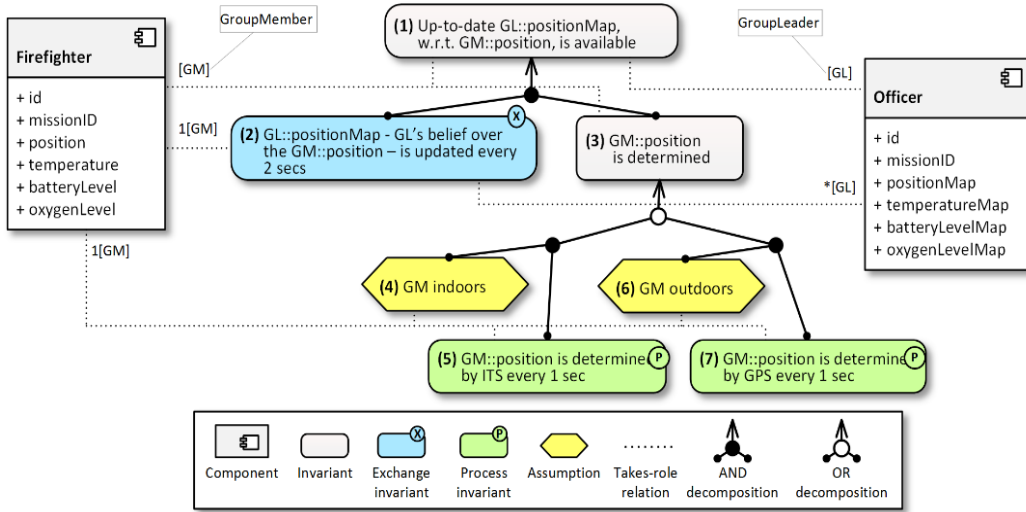 GroupMember
GroupLeader
(1) Up-to-date GL::positionMap,
w.r.t. GM::position, is available
Firefighter
+ id
+ missionID
+ position
+ temperature
+ batteryLevel
+ oxygenLevel
[GM]
1[GM]
1[GM]
[GL]
*[GL]
Officer
+ id
+ missionID
+ positionMap
+ temperatureMap
+ batteryLevelMap
+ oxygenLevelMap
X
(2) GL::positionMap - GL's belief over
the GM::position – is updated every
2 secs
(3) GM::position
is determined
(4) GM indoors
(6) GM outdoors
(5) GM::position is determined
by ITS every 1 sec
P
(7) GM::position is determined
by GPS every 1 sec
P
Component
Invariant
X
Exchange
invariant
P
Process
invariant
Assumption
Takes-role
relation
AND
decomposition
OR
decomposition